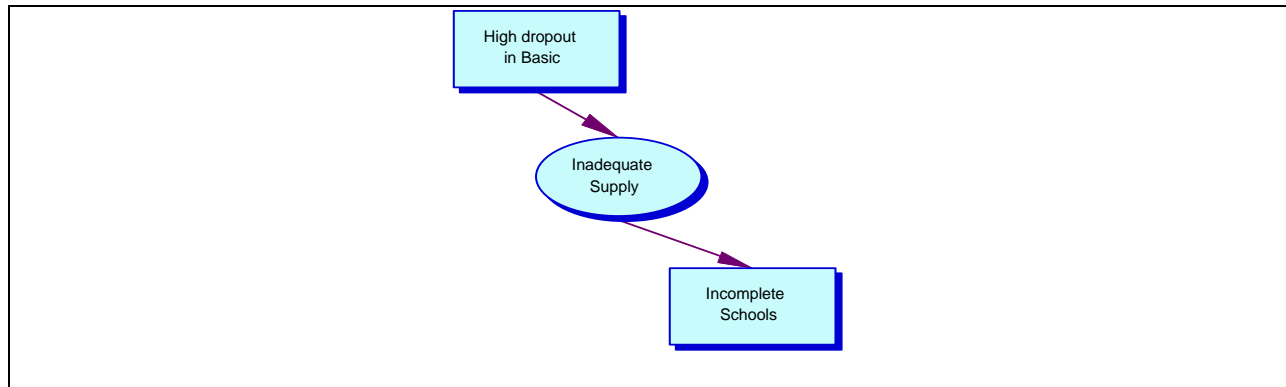 High dropout
in Basic
Inadequate
Supply
Incomplete
Schools